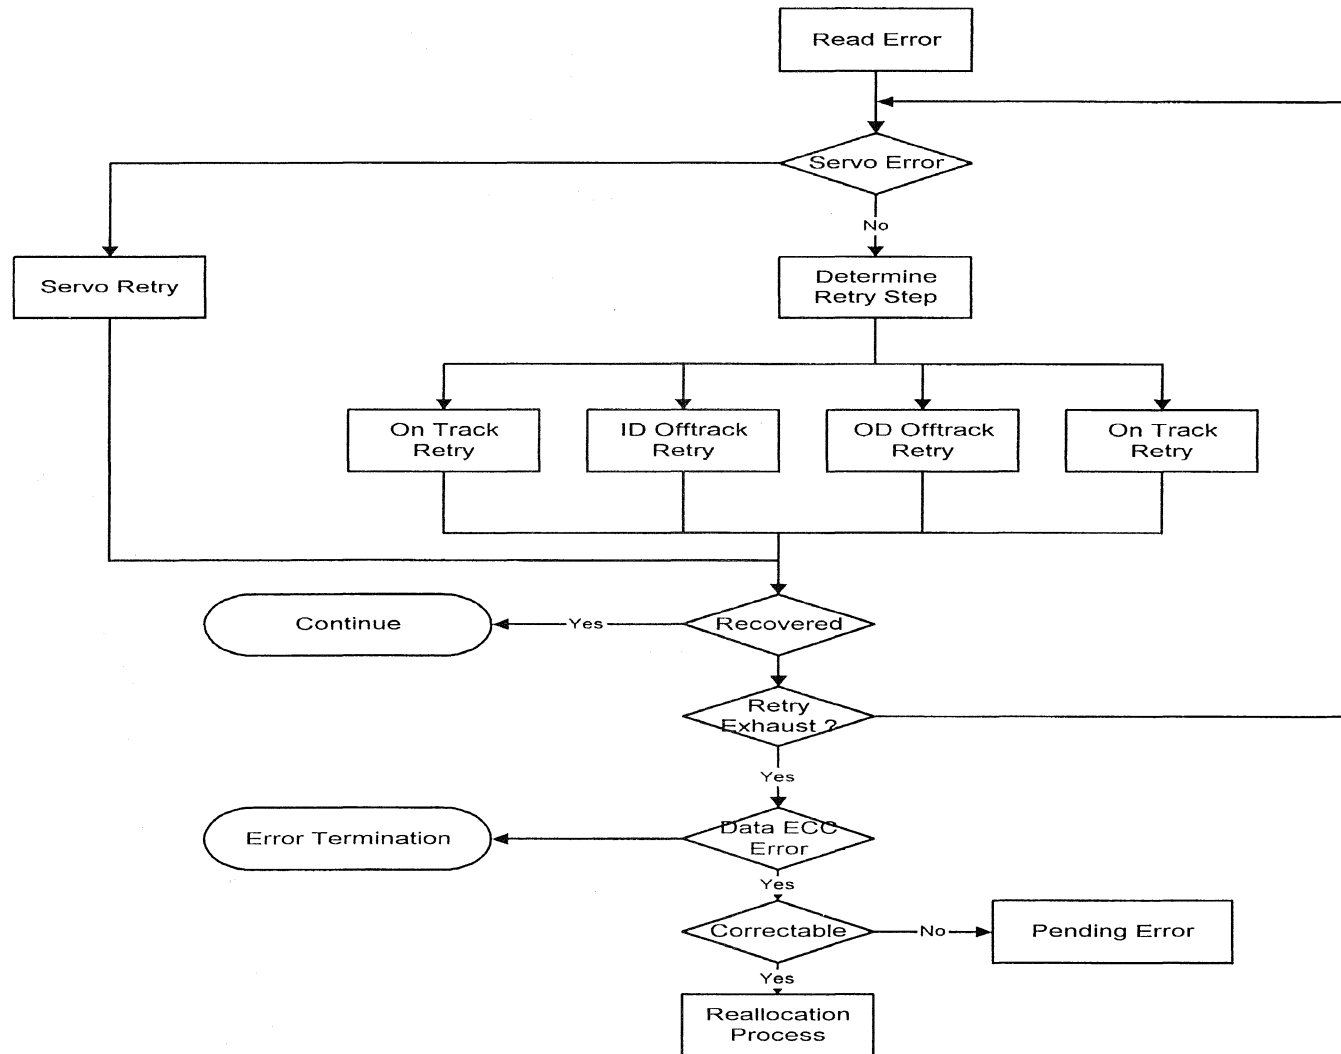 Read Error
Servo Error
No
Servo Retry
Determine
Retry Step
On Track
Retry
ID Offtrack
Retry
OD Offtrack
Retry
On Track
Retry
Continue
Yes
Recovered
Retry
Exhaust ?
Yes
Error Termination
Data ECC
Error
Yes
Correctable
No
Pending Error
Yes
Reallocation
Process